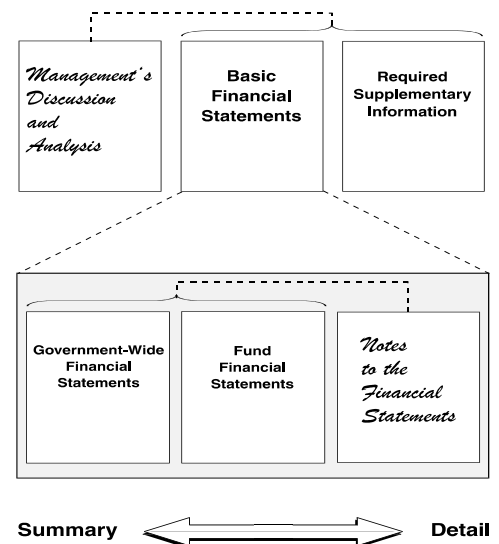 Management's
Discussion
and
Analysis
Basic
Financial
Statements
Required
Supplementary
Information
Government-Wide
Financial
Statements
Fund
Financial
Statements
Notes
to the
Financial
Statements
Summary
Detail